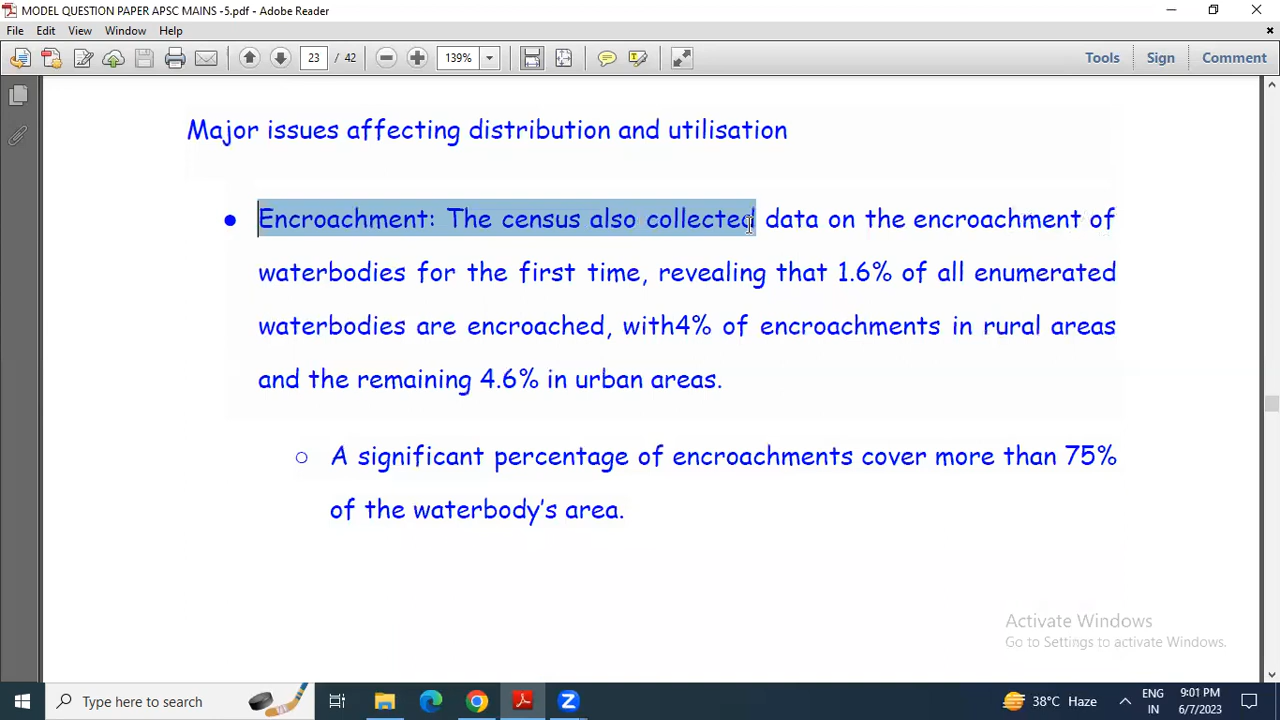 MODEL QUESTION PAPER APSC MAINS -5.pdf - Adobe Reader
File Edit View Window Help
23 / 42 139% Tools Sign Comment
Major issues affecting distribution and utilisation
● Encroachment: The census also collected data on the encroachment of
waterbodies for the first time, revealing that 1.6% of all enumerated
waterbodies are encroached, with4% of encroachments in rural areas
and the remaining 4.6% in urban areas.
○ A significant percentage of encroachments cover more than 75%
of the waterbody's area.
Activate Windows
Go to Settings to activate Windows.
Type here to search 38°C Haze ENG 9:01 PM
IN 6/7/2023